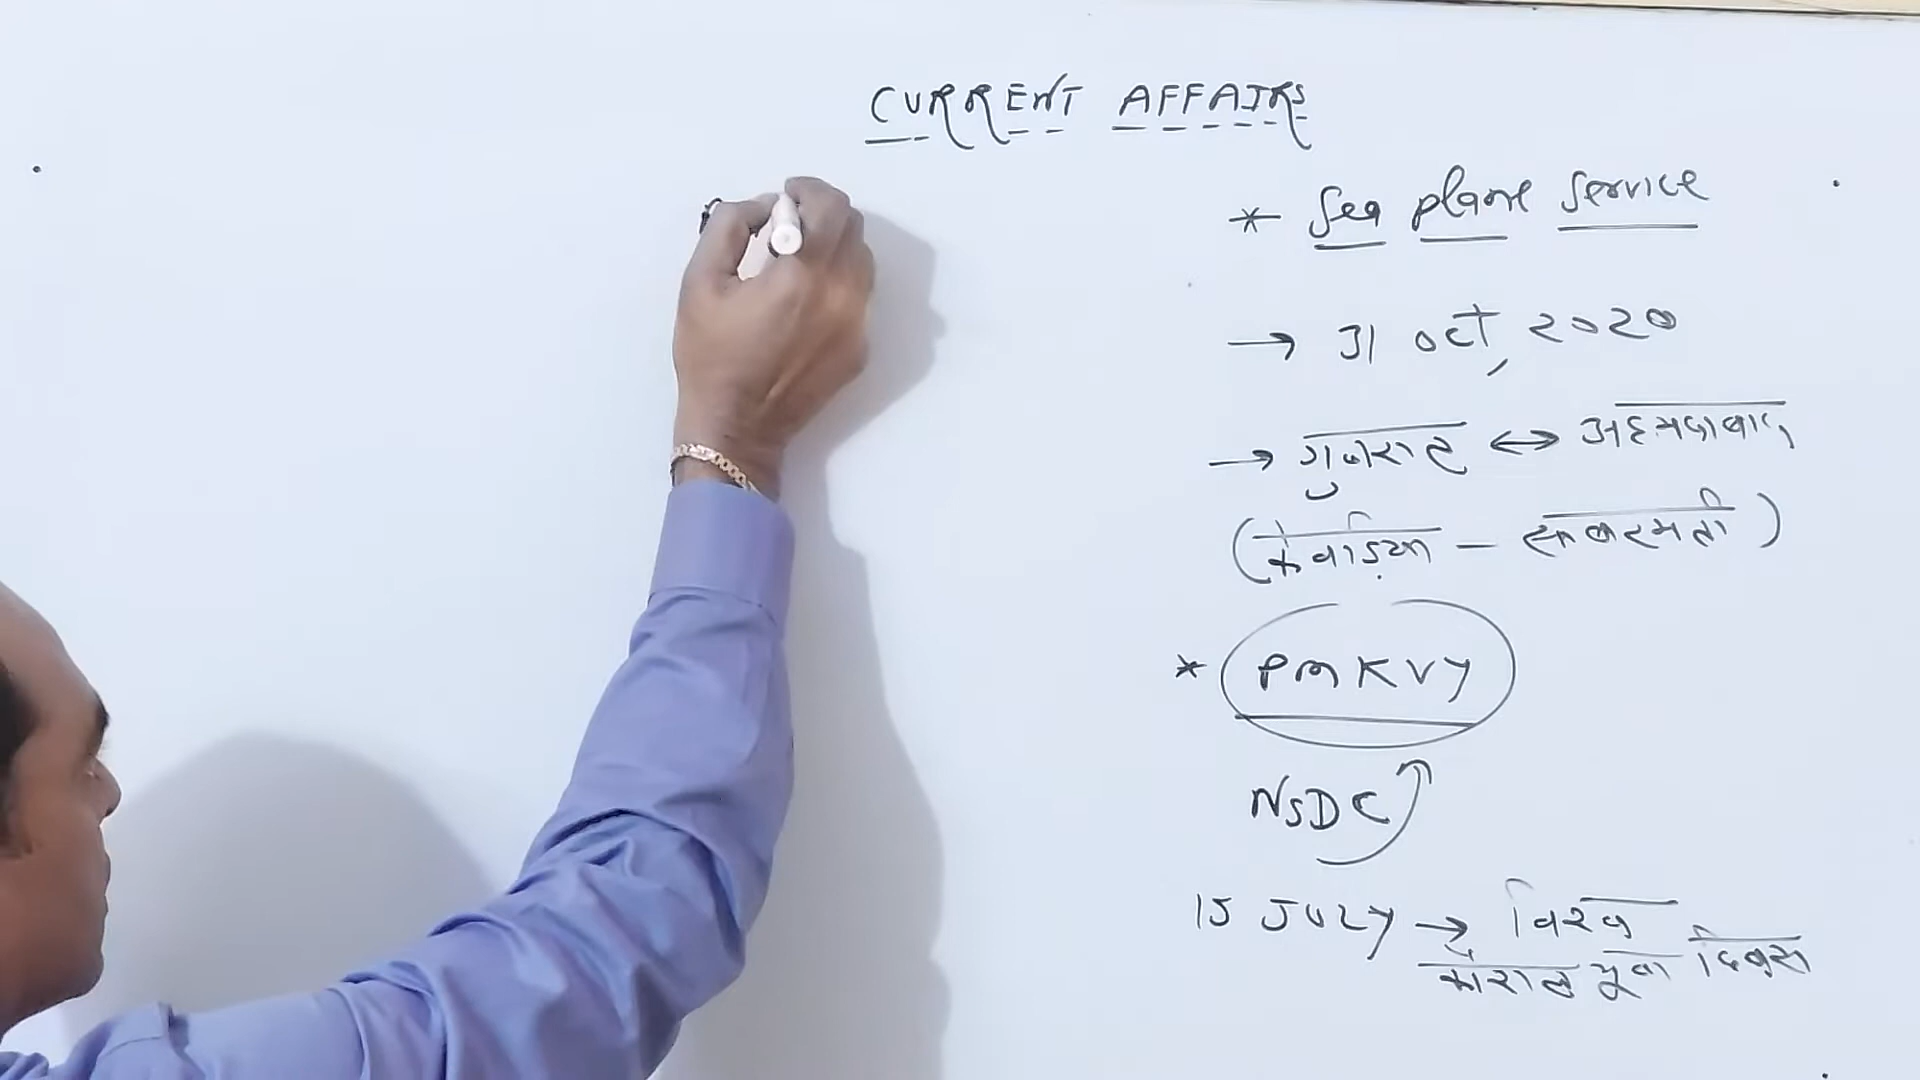 CURRENT AFFAIRS
* Sea plane Service
→ 31 oct, 2020
→ गुजरात ↔ अहमदाबाद
(केवड़िया - साबरमती)
* PMKVY
NSDC
15 JULY → विश्व
कौशल युवा दिवस